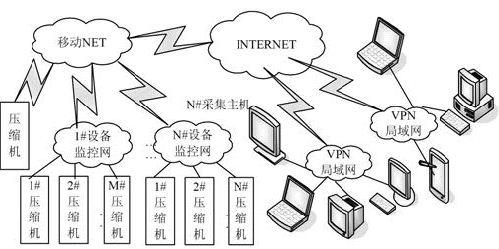 移动NET
INTERNET
压缩机
1#设备
监控网
N#设备
监控网
N#采集主机
VPN
局域网
VPN
局域网
1#压缩机
2#压缩机
M#压缩机
1#压缩机
2#压缩机
N#压缩机